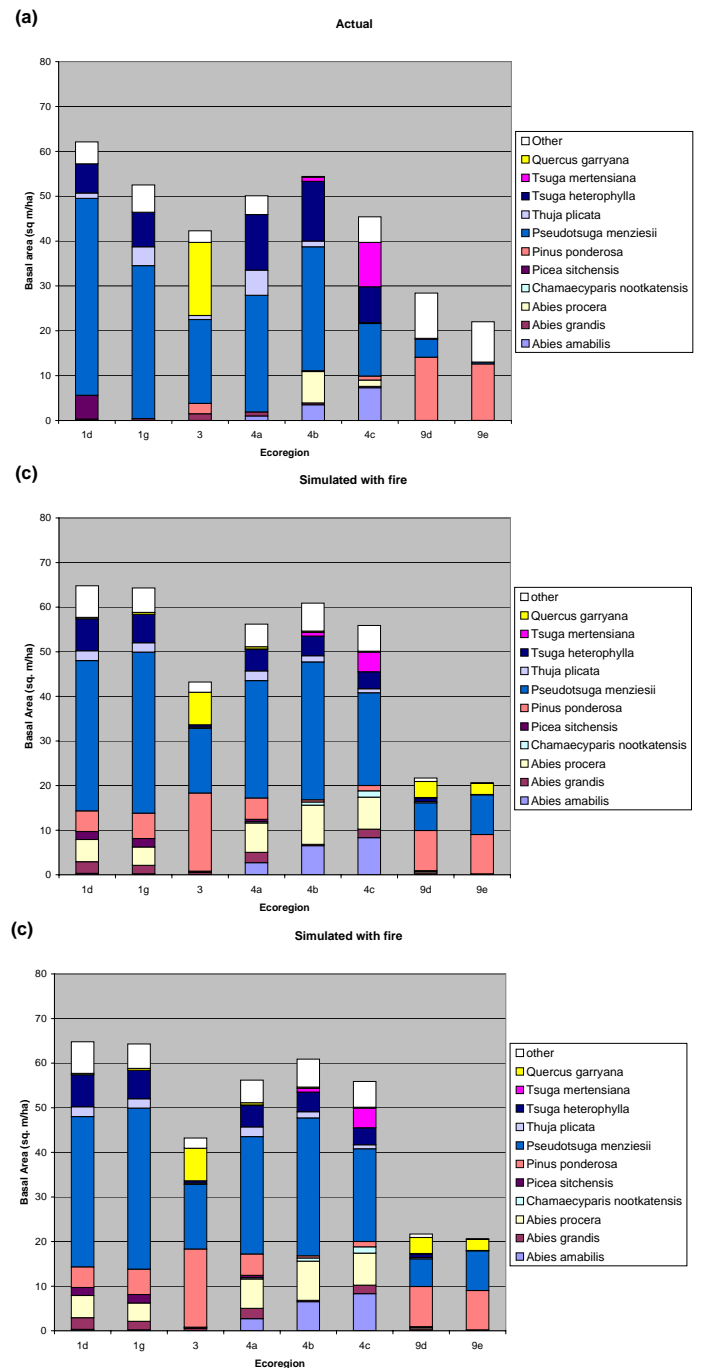 (a)
Actual
80
70
60
50
40
30
20
10
0
Basal area (sq m/ha)
1d 1g 3 4a 4b 4c 9d 9e
Ecoregion
Other
Quercus garryana
Tsuga mertensiana
Tsuga heterophylla
Thuja plicata
Pseudotsuga menziesii
Pinus ponderosa
Picea sitchensis
Chamaecyparis nootkatensis
Abies procera
Abies grandis
Abies amabilis
(c)
Simulated with fire
80
70
60
50
40
30
20
10
0
Basal Area (sq. m/ha)
1d 1g 3 4a 4b 4c 9d 9e
Ecoregion
other
Quercus garryana
Tsuga mertensiana
Tsuga heterophylla
Thuja plicata
Pseudotsuga menziesii
Pinus ponderosa
Picea sitchensis
Chamaecyparis nootkatensis
Abies procera
Abies grandis
Abies amabilis
(c)
Simulated with fire
80
70
60
50
40
30
20
10
0
Basal Area (sq. m/ha)
1d 1g 3 4a 4b 4c 9d 9e
Ecoregion
other
Quercus garryana
Tsuga mertensiana
Tsuga heterophylla
Thuja plicata
Pseudotsuga menziesii
Pinus ponderosa
Picea sitchensis
Chamaecyparis nootkatensis
Abies procera
Abies grandis
Abies amabilis